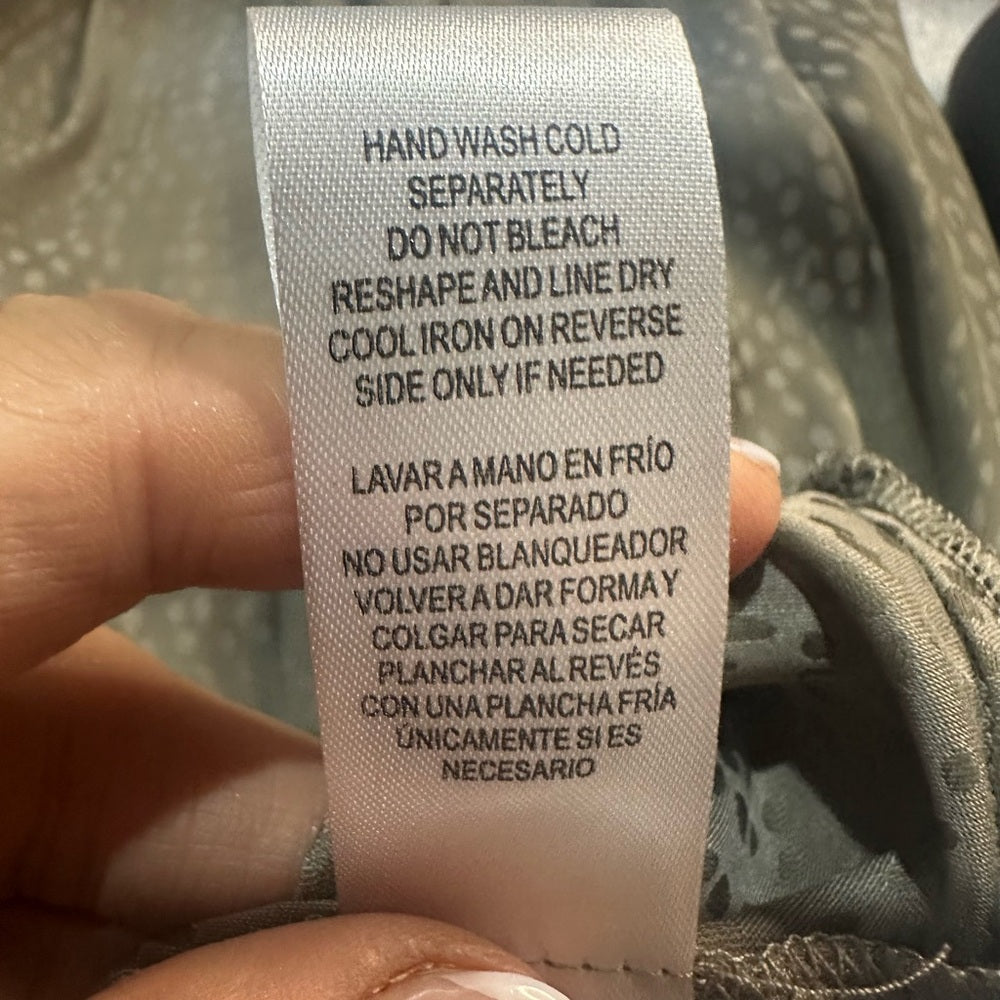 HAND WASH COLD
SEPARATELY
DO NOT BLEACH
RESHAPE AND LINE DRY
COOL IRON ON REVERSE
SIDE ONLY IF NEEDED
LAVAR A MANO EN FRÍO
POR SEPARADO
NO USAR BLANQUEADOR
VOLVER A DAR FORMA Y
COLGAR PARA SECAR
PLANCHAR AL REVÉS
CON UNA PLANCHA FRÍA
ÚNICAMENTE SI ES
NECESARIO